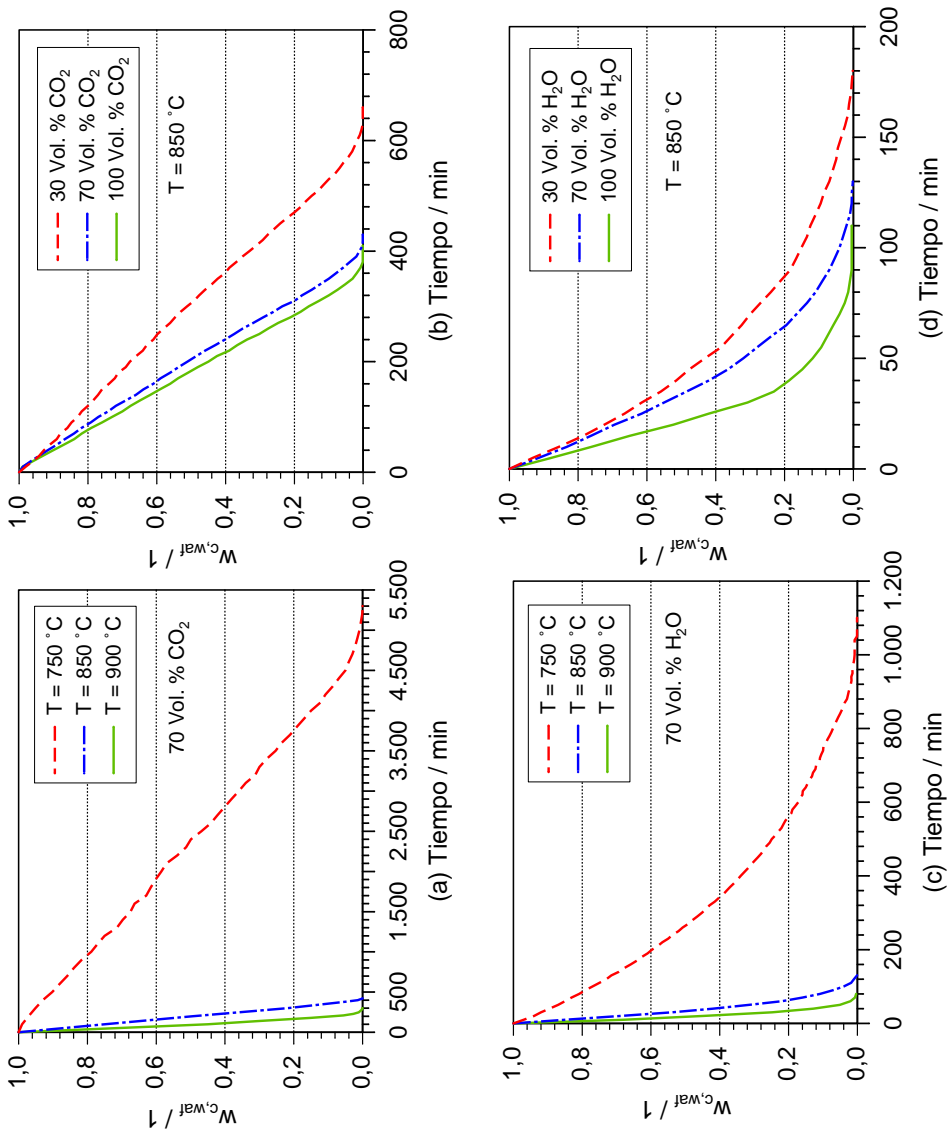 1,0
0,8
0,6
0,4
0,2
0,0
w_c,waf / 1
0
500
1.500
2.500
3.500
4.500
5.500
T = 750 °C
T = 850 °C
T = 900 °C
70 Vol. % CO₂
(a) Tiempo / min
1,0
0,8
0,6
0,4
0,2
0,0
w_c,waf / 1
0
200
400
600
800
30 Vol. % CO₂
70 Vol. % CO₂
100 Vol. % CO₂
T = 850 °C
(b) Tiempo / min
1,0
0,8
0,6
0,4
0,2
0,0
w_c,waf / 1
0
200
400
600
800
1.000
1.200
T = 750 °C
T = 850 °C
T = 900 °C
70 Vol. % H₂O
(c) Tiempo / min
1,0
0,8
0,6
0,4
0,2
0,0
w_c,waf / 1
0
50
100
150
200
30 Vol. % H₂O
70 Vol. % H₂O
100 Vol. % H₂O
T = 850 °C
(d) Tiempo / min